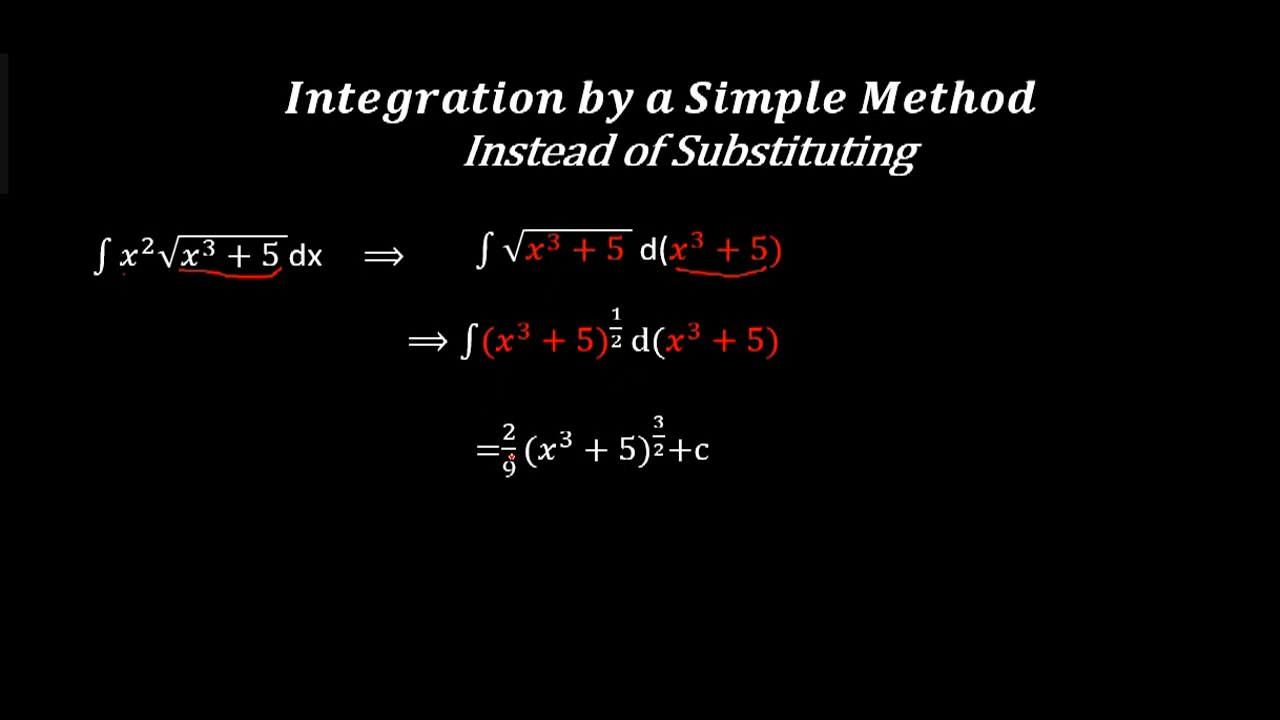 Integration by a Simple Method
Instead of Substituting
∫ x²√(x³ + 5) dx ⟹ ∫ √(x³ + 5) d(x³ + 5)
⟹ ∫(x³ + 5)^(1/2) d(x³ + 5)
=2/9 (x³ + 5)^(3/2)+c